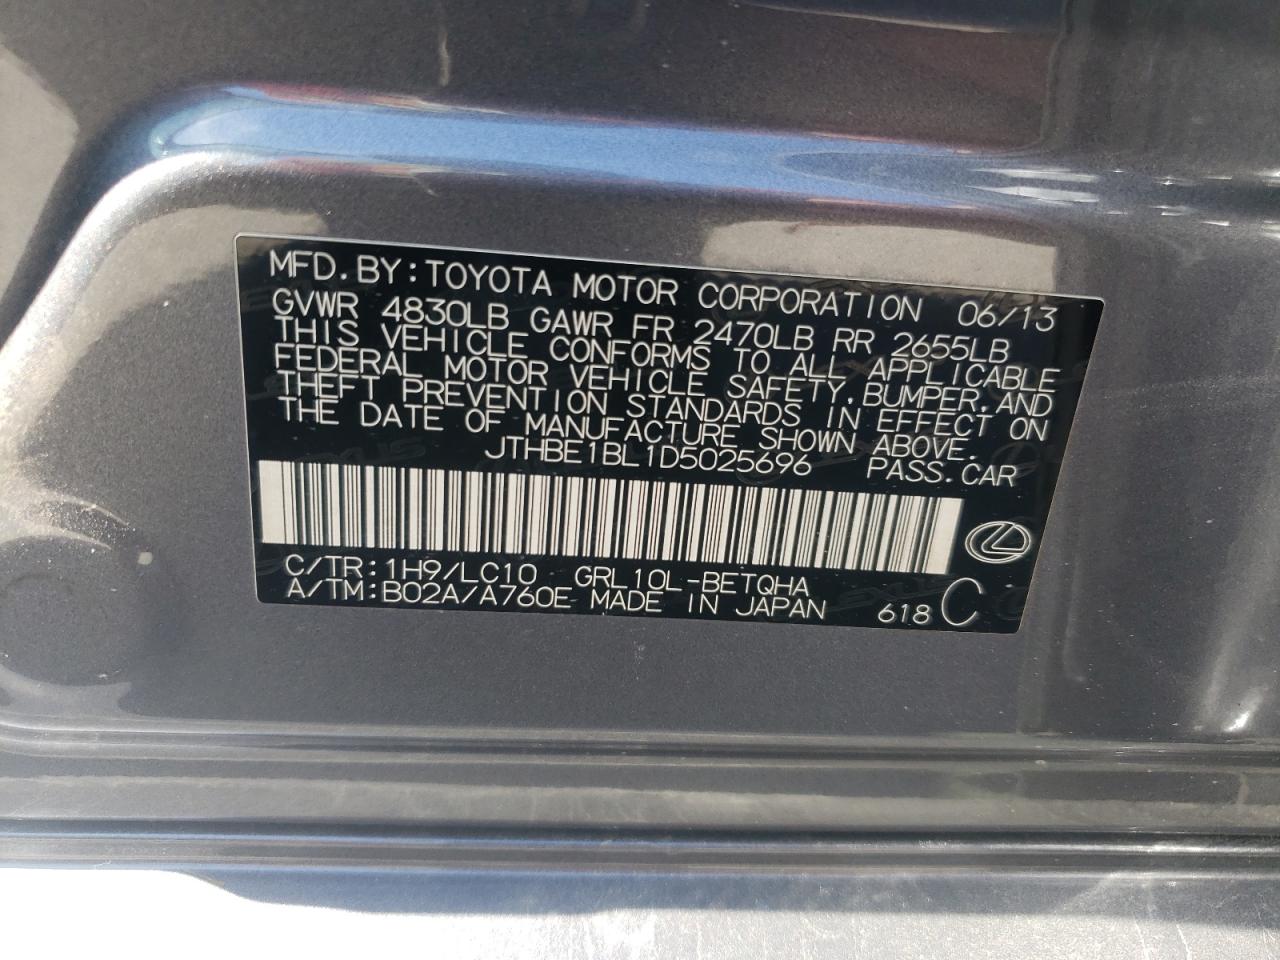 MFD.BY:TOYOTA MOTOR CORPORATION 06/13
GVWR 4830LB GAWR FR 2470LB RR 2655LB
THIS VEHICLE CONFORMS TO ALL APPLICABLE
FEDERAL MOTOR VEHICLE SAFETY,BUMPER,AND
THEFT PREVENTION STANDARDS IN EFFECT ON
THE DATE OF MANUFACTURE SHOWN ABOVE.
JTHBE1BL1D5025696 PASS.CAR
C/TR:1H9/LC10 GRL10L-BETQHA
A/TM:B02A/A760E MADE IN JAPAN 618 C